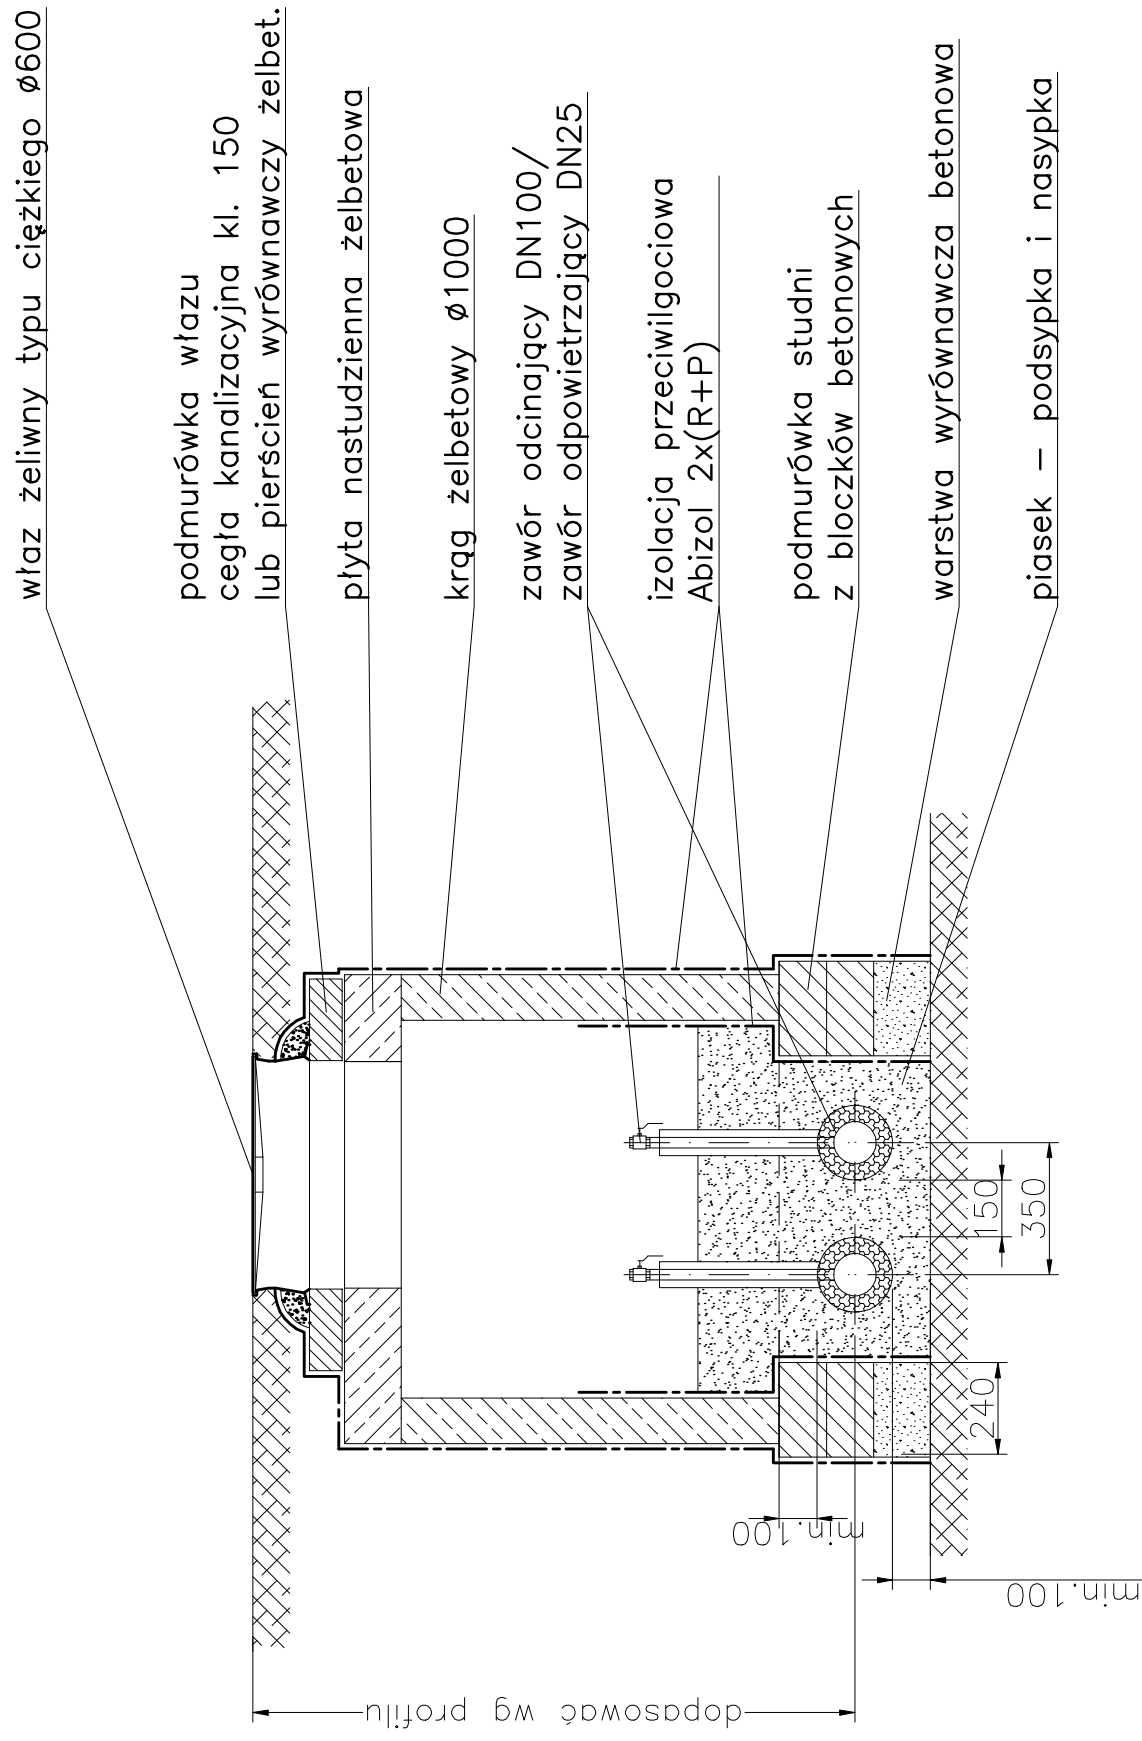 właz żeliwny typu ciężkiego ø600
podmurówka włazu
cegła kanalizacyjna kl. 150
lub pierścień wyrównawczy żelbet.
płyta nastudzienna żelbetowa
krąg żelbetowy ø1000
zawór odcinający DN100/
zawór odpowietrzający DN25
izolacja przeciwilgociowa
Abizol 2x(R+P)
podmurówka studni
z bloczków betonowych
warstwa wyrównawcza betonowa
piasek – podsypka i nasypka
150
350
240
min.100
min.100
dopasować wg profilu